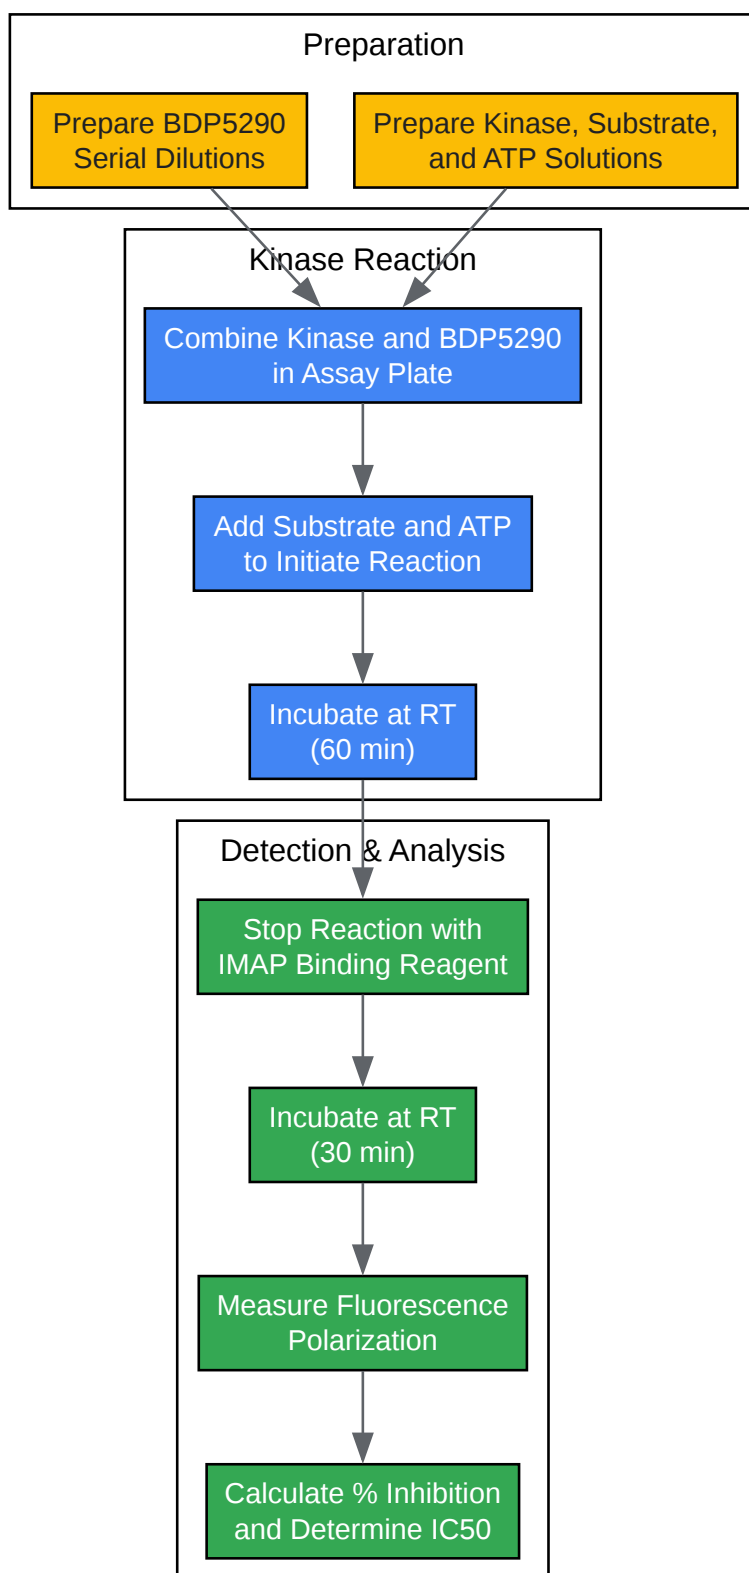 Preparation
Prepare BDP5290
Serial Dilutions
Prepare Kinase, Substrate,
and ATP Solutions
Kinase Reaction
Combine Kinase and BDP5290
in Assay Plate
Add Substrate and ATP
to Initiate Reaction
Incubate at RT
(60 min)
Detection & Analysis
Stop Reaction with
IMAP Binding Reagent
Incubate at RT
(30 min)
Measure Fluorescence
Polarization
Calculate % Inhibition
and Determine IC50